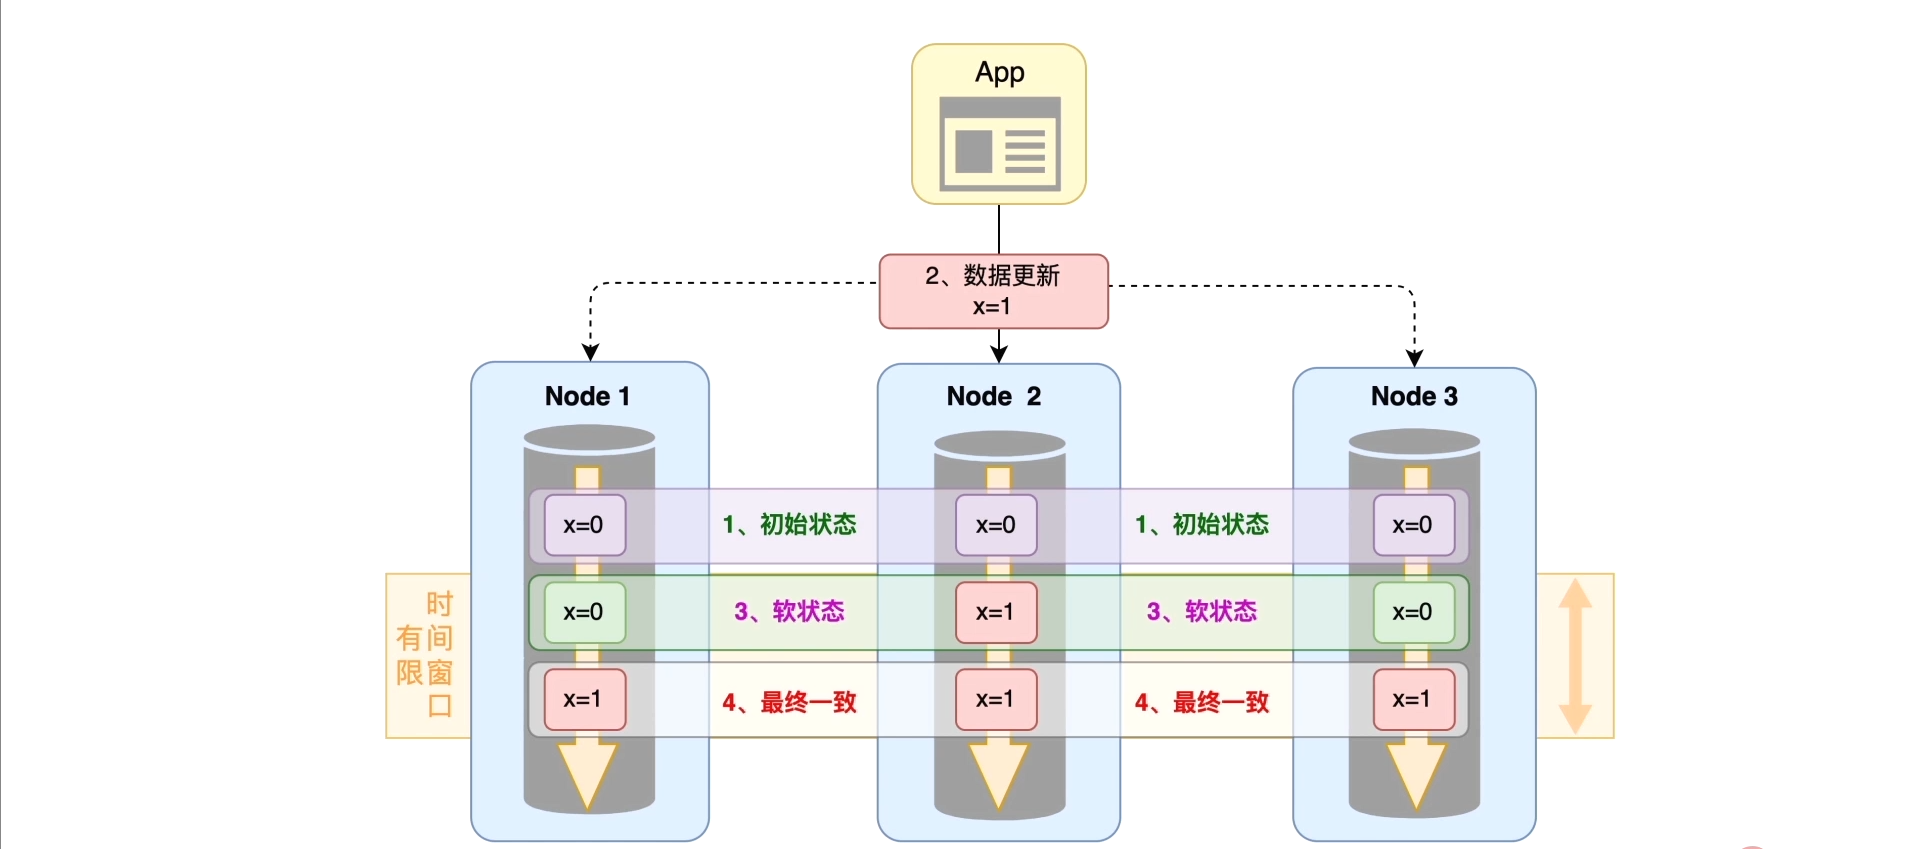 App
2、数据更新
x=1
Node 1
Node 2
Node 3
x=0
1、初始状态
x=0
1、初始状态
x=0
有限
时间窗口
x=0
3、软状态
x=1
3、软状态
x=0
x=1
4、最终一致
x=1
4、最终一致
x=1